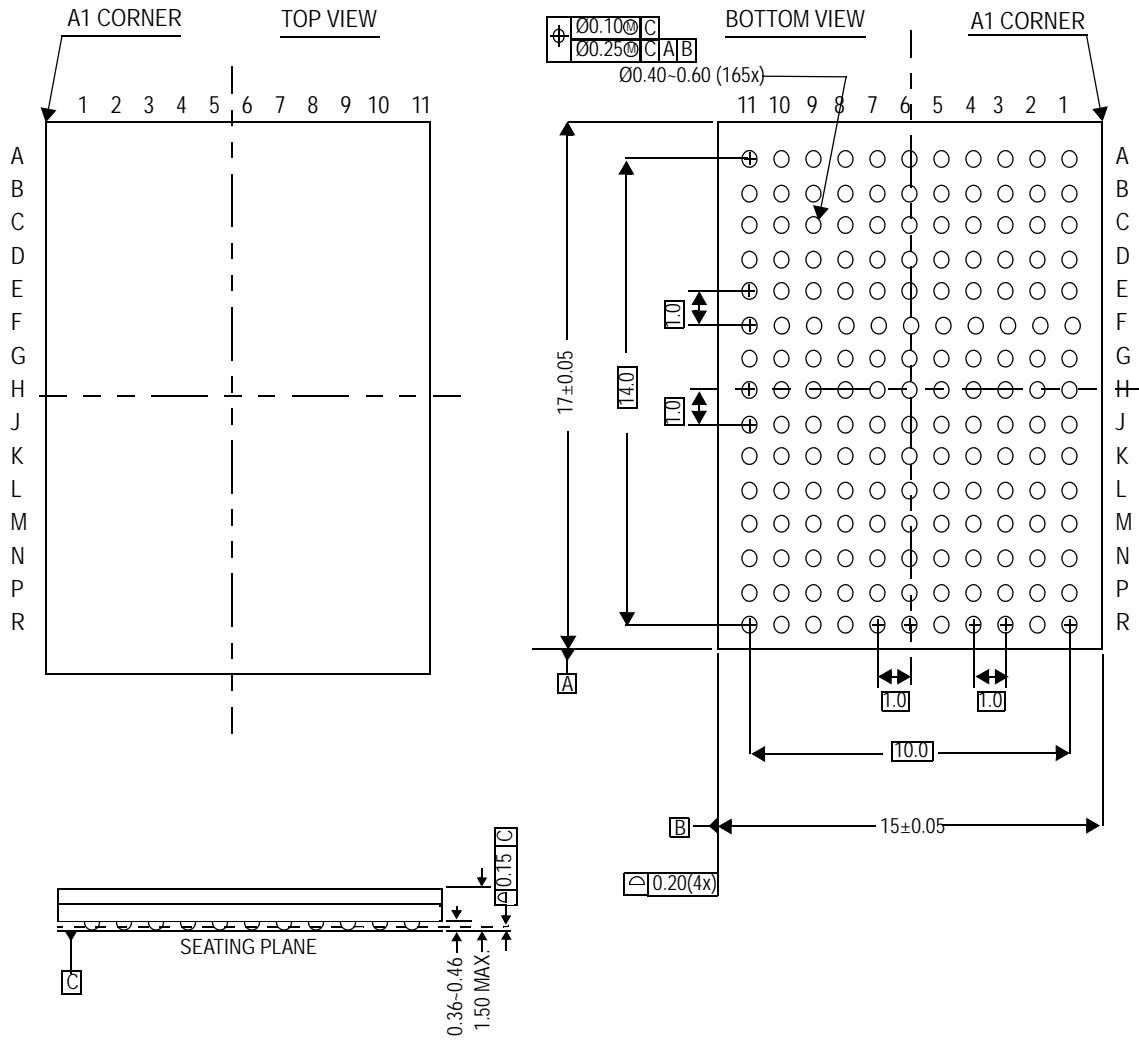 A1 CORNER
TOP VIEW
1 2 3 4 5 6 7 8 9 10 11
A
B
C
D
E
F
G
H
J
K
L
M
N
P
R
Ø0.10Ⓜ C
Ø0.25Ⓜ C A B
BOTTOM VIEW
A1 CORNER
Ø0.40~0.60 (165x)
11 10 9 8 7 6 5 4 3 2 1
A
B
C
D
E
F
G
H
J
K
L
M
N
P
R
1.0
1.0
14.0
17±0.05
A
1.0
1.0
10.0
B
15±0.05
0.20(4x)
0.15 C
SEATING PLANE
C
0.36~0.46
1.50 MAX.